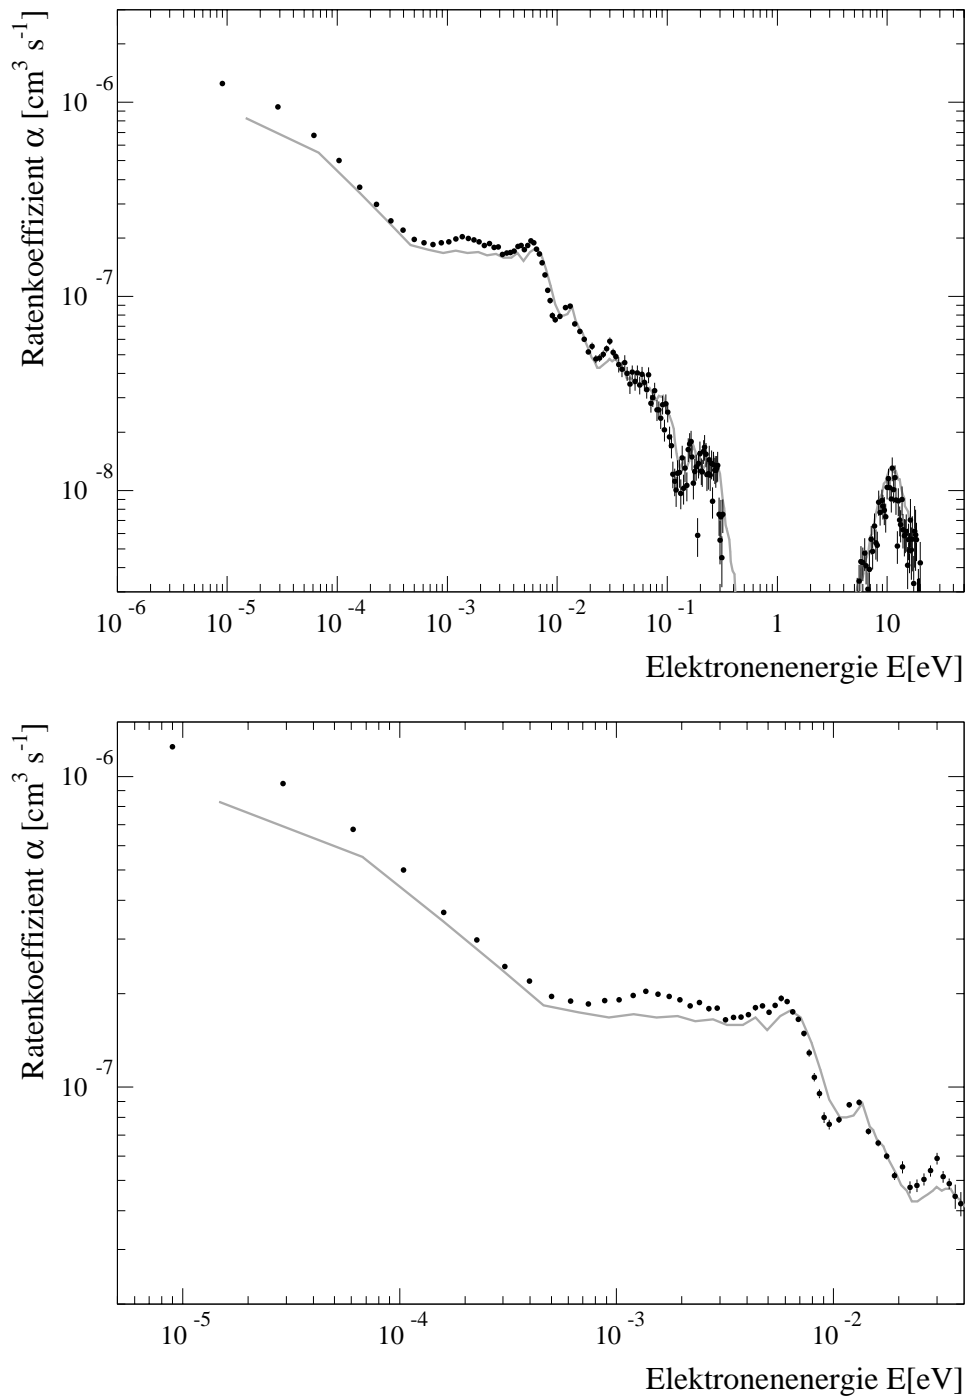 Ratenkoeffizient α [cm³ s⁻¹]
10⁻⁶
10⁻⁷
10⁻⁸
10⁻⁶ 10⁻⁵ 10⁻⁴ 10⁻³ 10⁻² 10⁻¹ 1 10
Elektronenenergie E[eV]
Ratenkoeffizient α [cm³ s⁻¹]
10⁻⁶
10⁻⁷
10⁻⁵ 10⁻⁴ 10⁻³ 10⁻²
Elektronenenergie E[eV]